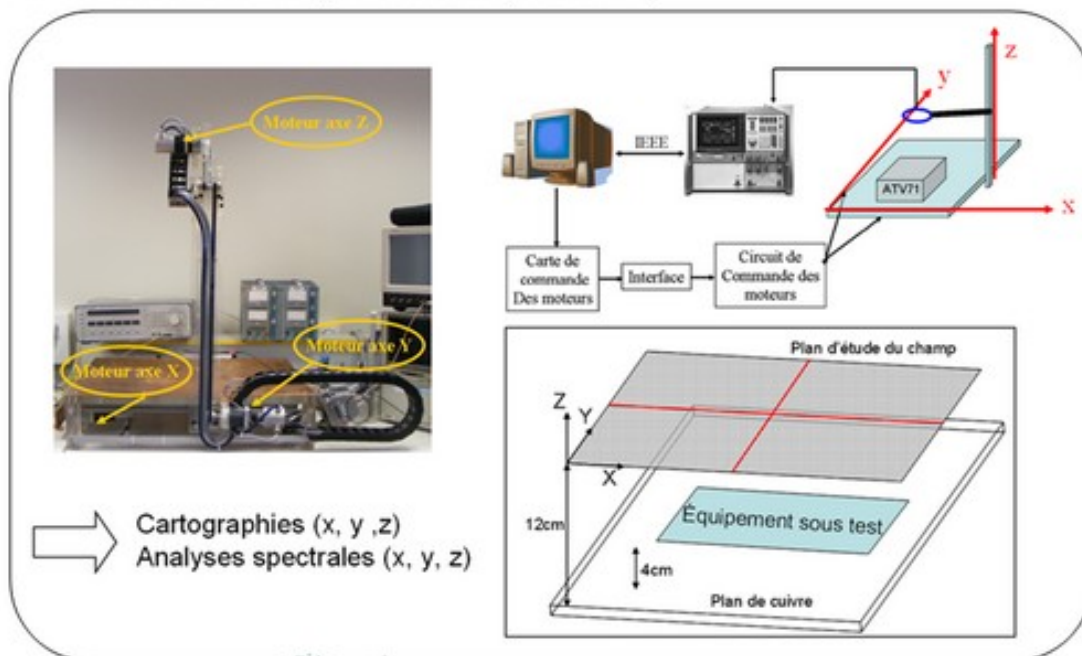 Moteur axe Z
Moteur axe Y
Moteur axe X
Cartographies (x, y ,z)
Analyses spectrales (x, y, z)
z
y
x
IEEE
ATV71
Carte de
commande
Des moteurs
Interface
Circuit de
Commande des
moteurs
Plan d'étude du champ
Z
Y
X
12cm
Équipement sous test
4cm
Plan de cuivre